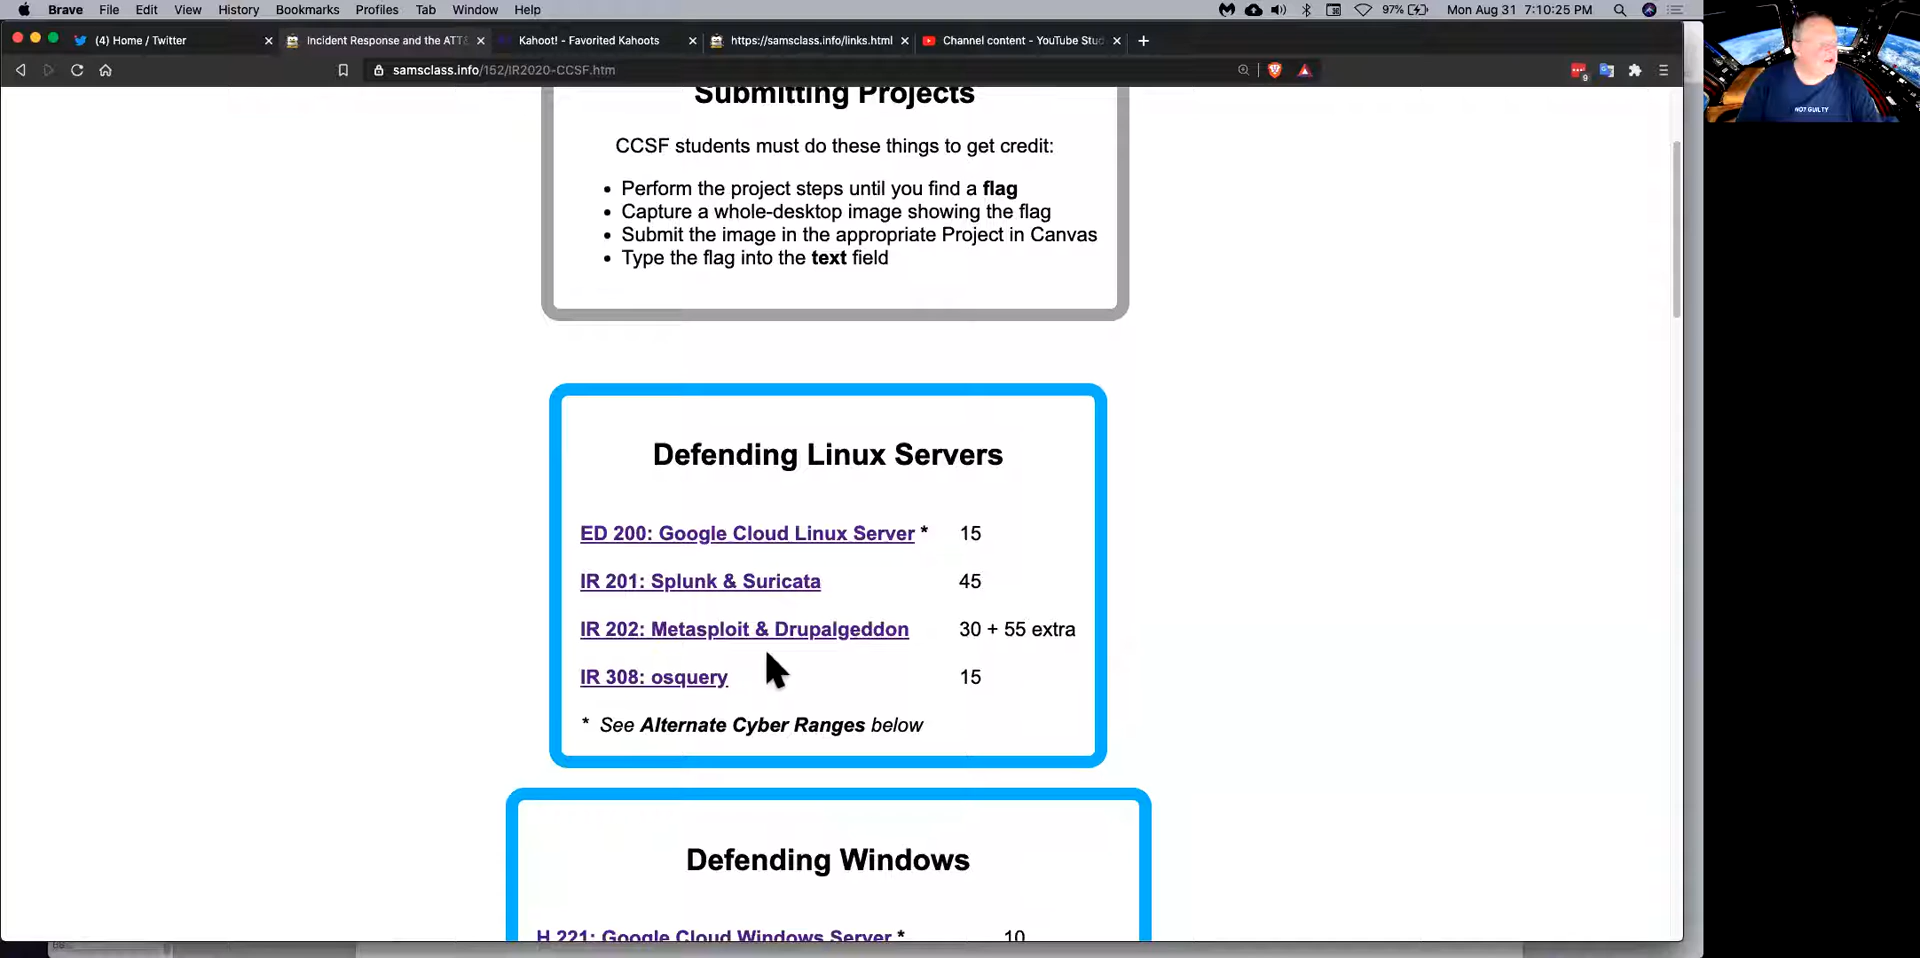 Brave File Edit View History Bookmarks Profiles Tab Window Help 97% Mon Aug 31 7:10:25 PM
(4) Home / Twitter Incident Response and the ATT& Kahoot! - Favorited Kahoots https://samsclass.info/links.html Channel content - YouTube Stud
samsclass.info/152/IR2020-CCSF.htm 9
NOT GUILTY
Submitting Projects
CCSF students must do these things to get credit:
• Perform the project steps until you find a flag
• Capture a whole-desktop image showing the flag
• Submit the image in the appropriate Project in Canvas
• Type the flag into the text field
Defending Linux Servers
ED 200: Google Cloud Linux Server * 15
IR 201: Splunk & Suricata 45
IR 202: Metasploit & Drupalgeddon 30 + 55 extra
IR 308: osquery 15
* See Alternate Cyber Ranges below
Defending Windows
H 221: Google Cloud Windows Server * 10